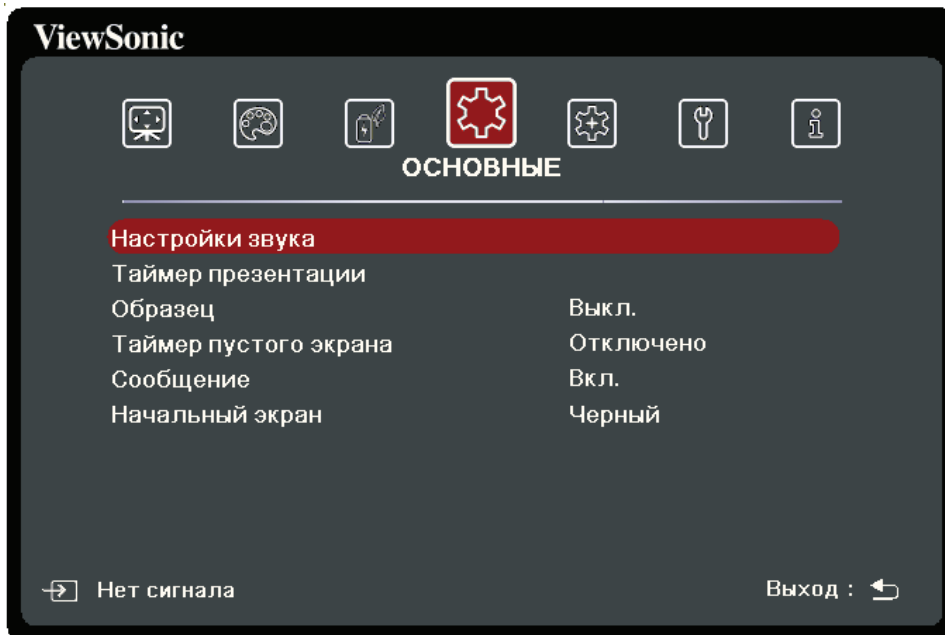 ViewSonic
ОСНОВНЫЕ
Настройки звука
Таймер презентации
Образец Выкл.
Таймер пустого экрана Отключено
Сообщение Вкл.
Начальный экран Черный
Нет сигнала Выход :